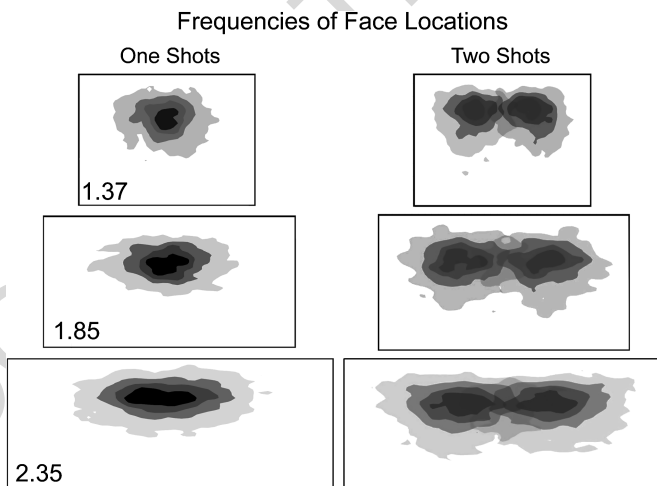 Frequencies of Face Locations
One Shots
Two Shots
1.37
1.85
2.35